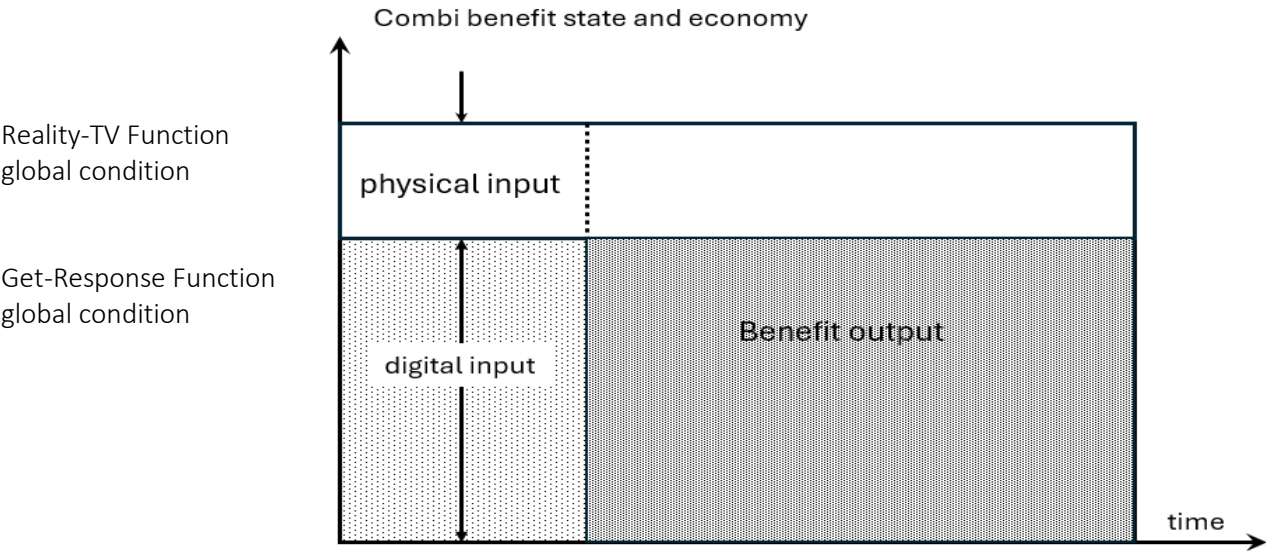 Combi benefit state and economy
Reality-TV Function
global condition
physical input
Get-Response Function
global condition
Benefit output
digital input
time